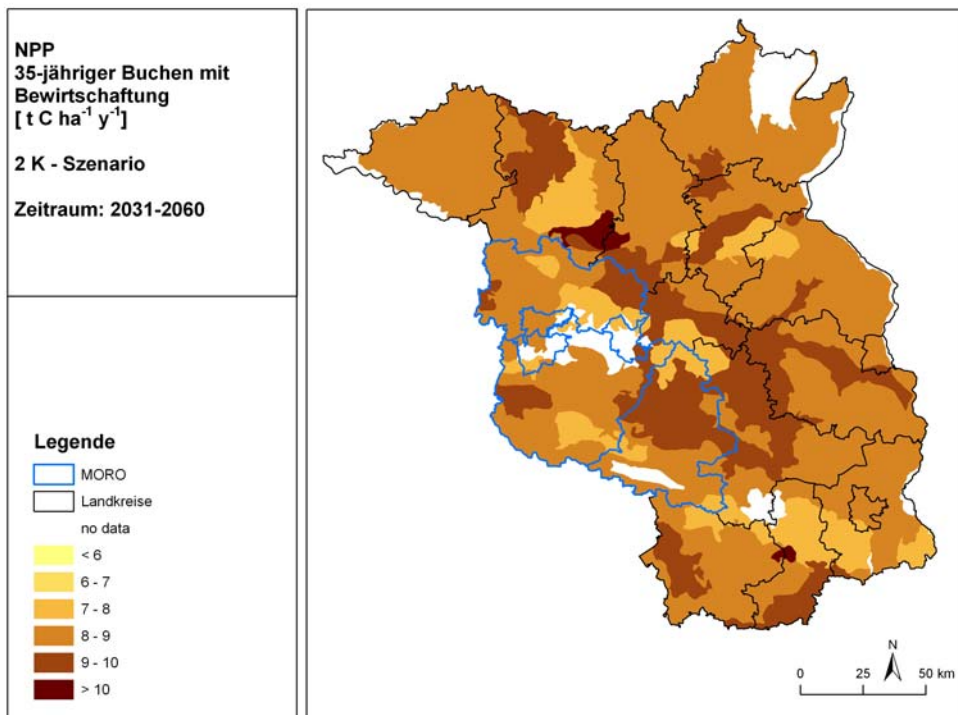 NPP
35-jähriger Buchen mit
Bewirtschaftung
[ t C ha⁻¹ y⁻¹]
2 K - Szenario
Zeitraum: 2031-2060
Legende
MORO
Landkreise
no data
< 6
6 - 7
7 - 8
8 - 9
9 - 10
> 10
N
0 25 50 km